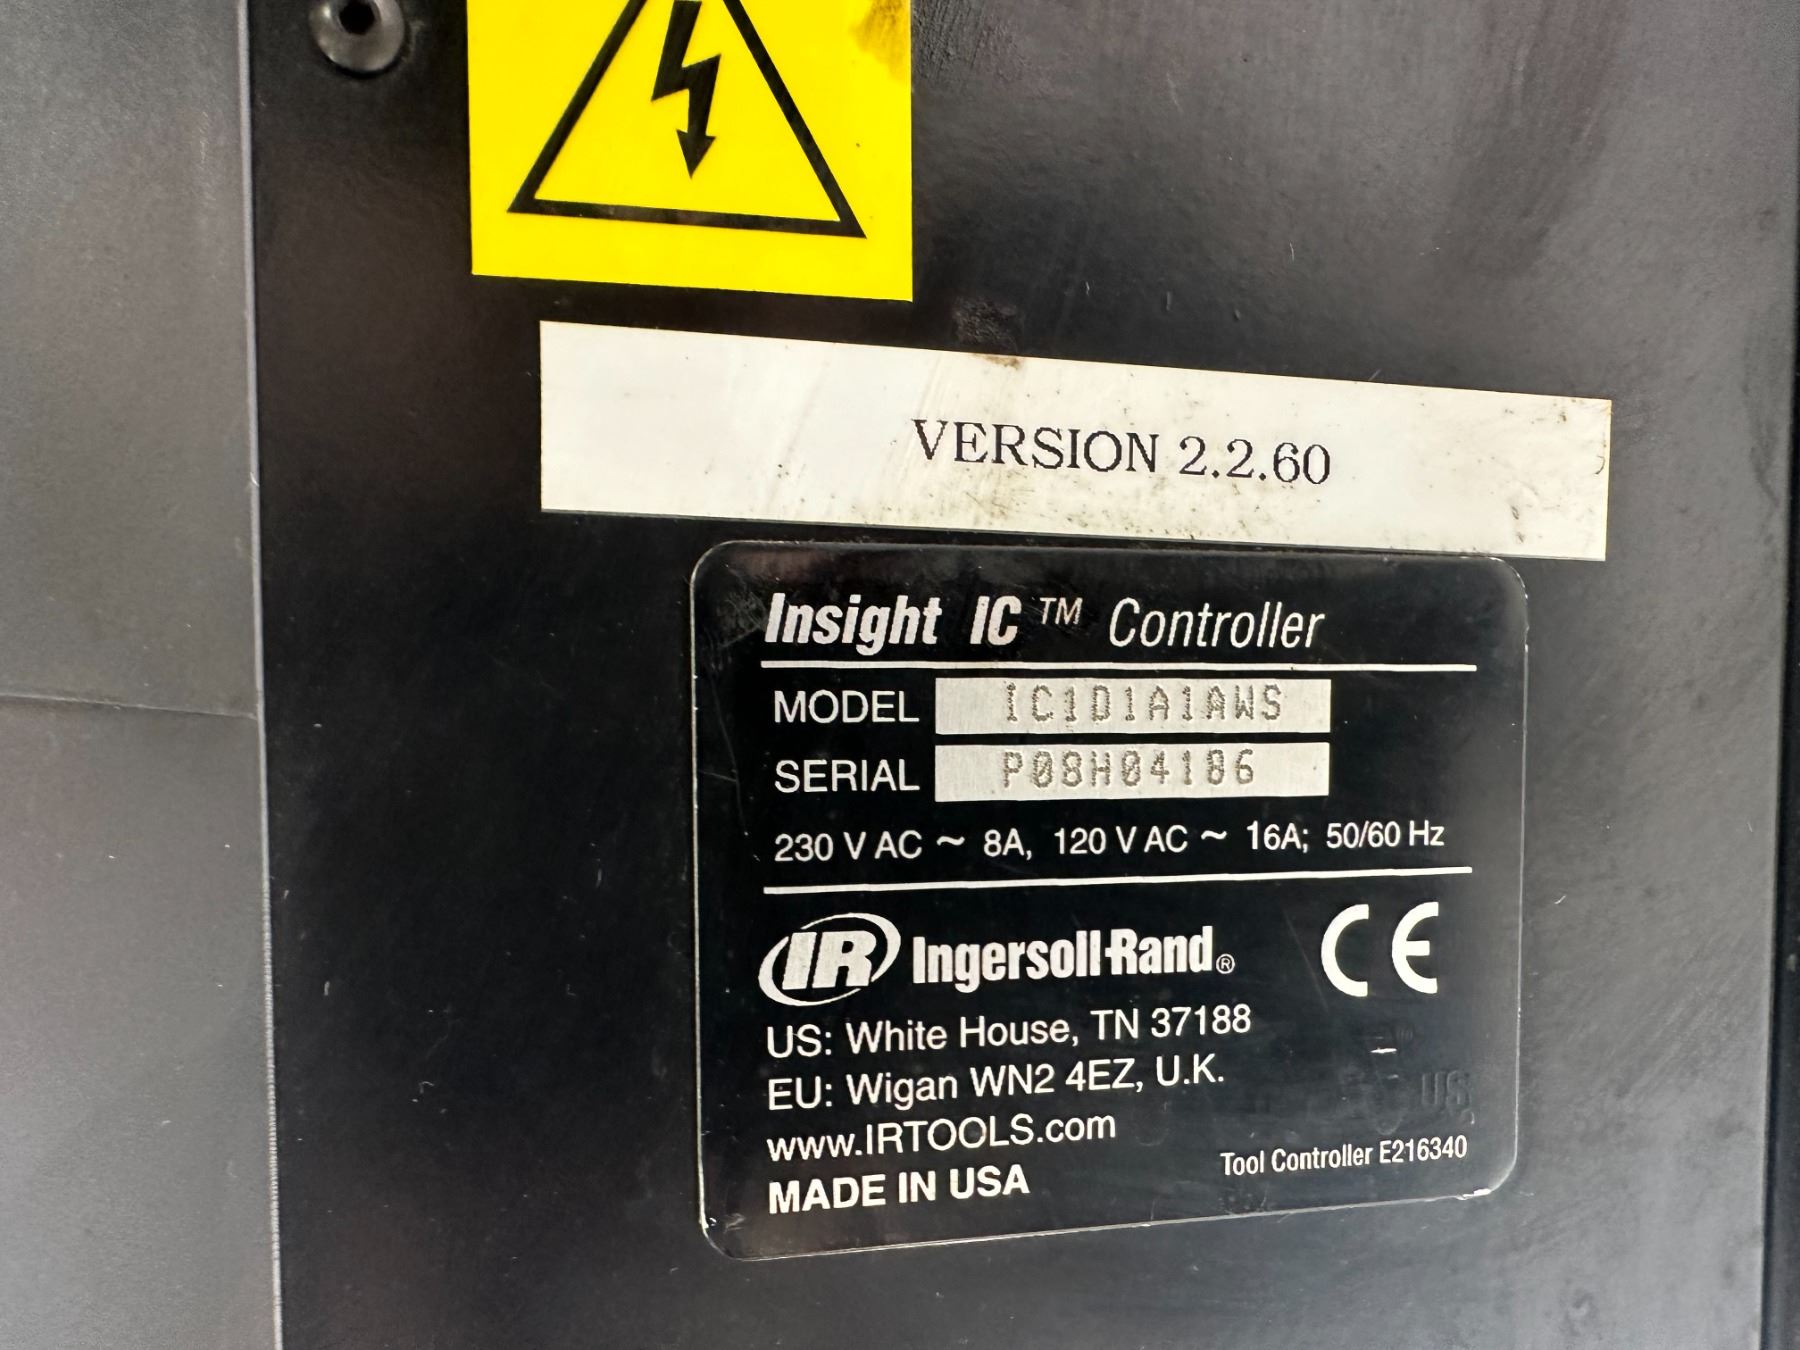 VERSION 2.2.60
Insight IC™ Controller
MODEL IC1D1A1AWS
SERIAL P08H04186
230 V AC ~ 8A, 120 V AC ~ 16A; 50/60 Hz
IR Ingersoll-Rand® CE
US: White House, TN 37188
EU: Wigan WN2 4EZ, U.K.
US
www.IRTOOLS.com
Tool Controller E216340
MADE IN USA